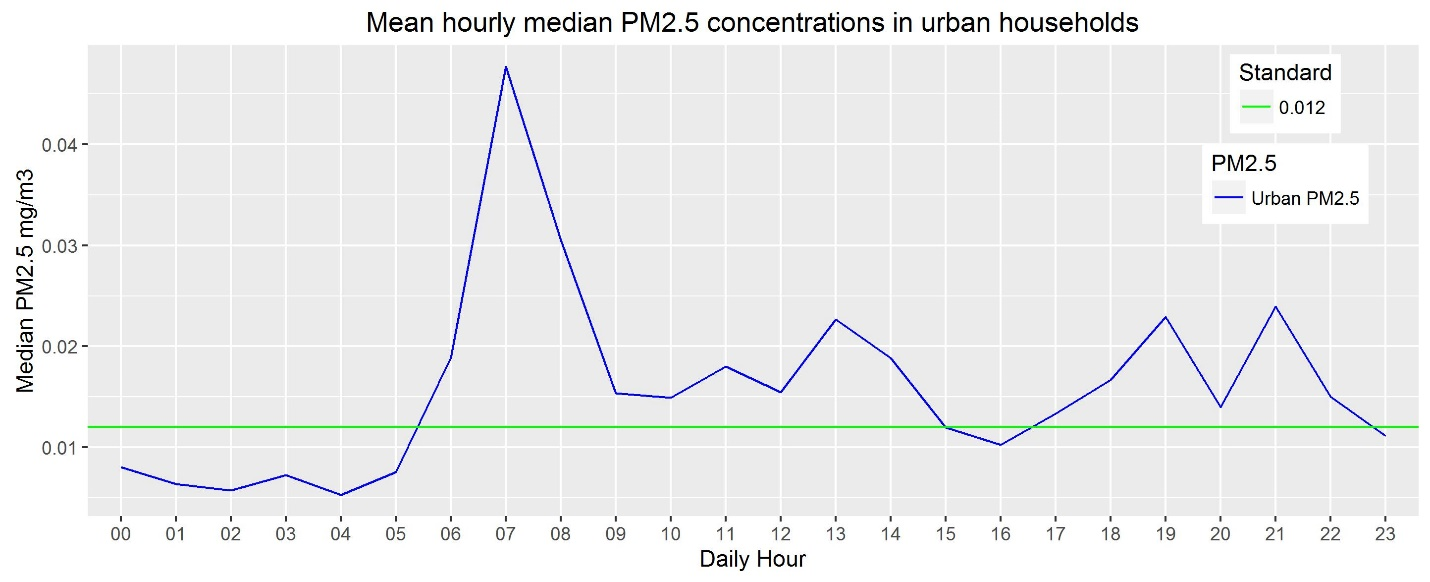 Mean hourly median PM2.5 concentrations in urban households
Standard
0.012
PM2.5
Urban PM2.5
Median PM2.5 mg/m3
0.04
0.03
0.02
0.01
00 01 02 03 04 05 06 07 08 09 10 11 12 13 14 15 16 17 18 19 20 21 22 23
Daily Hour